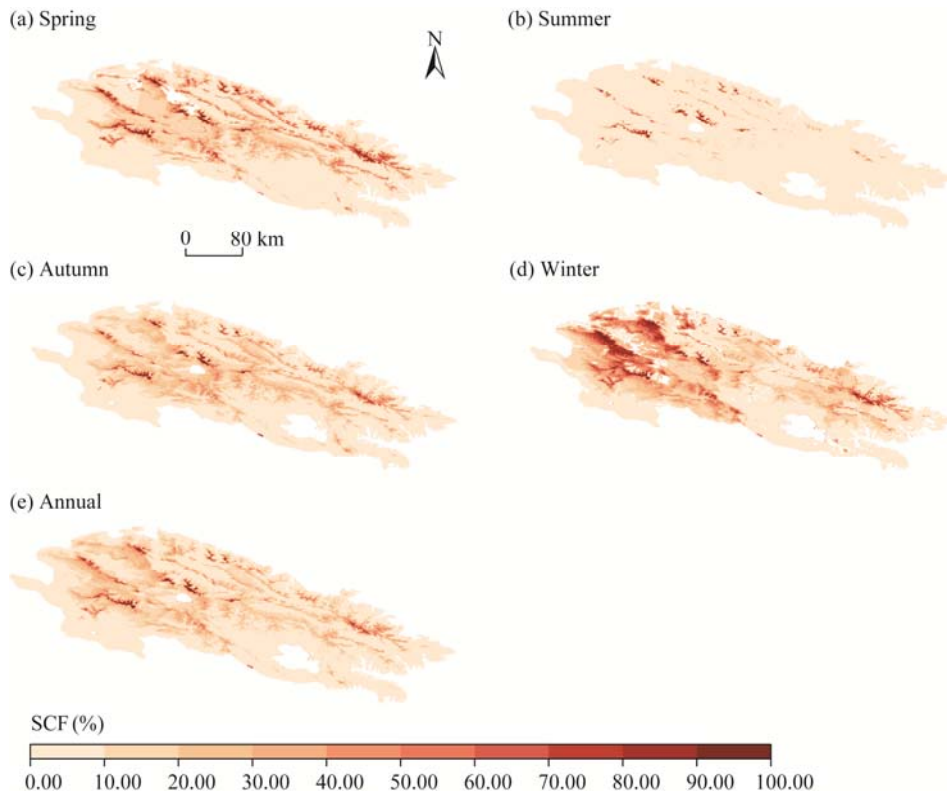 (a) Spring
(b) Summer
N
0 80 km
(c) Autumn
(d) Winter
(e) Annual
SCF (%)
0.00 10.00 20.00 30.00 40.00 50.00 60.00 70.00 80.00 90.00 100.00